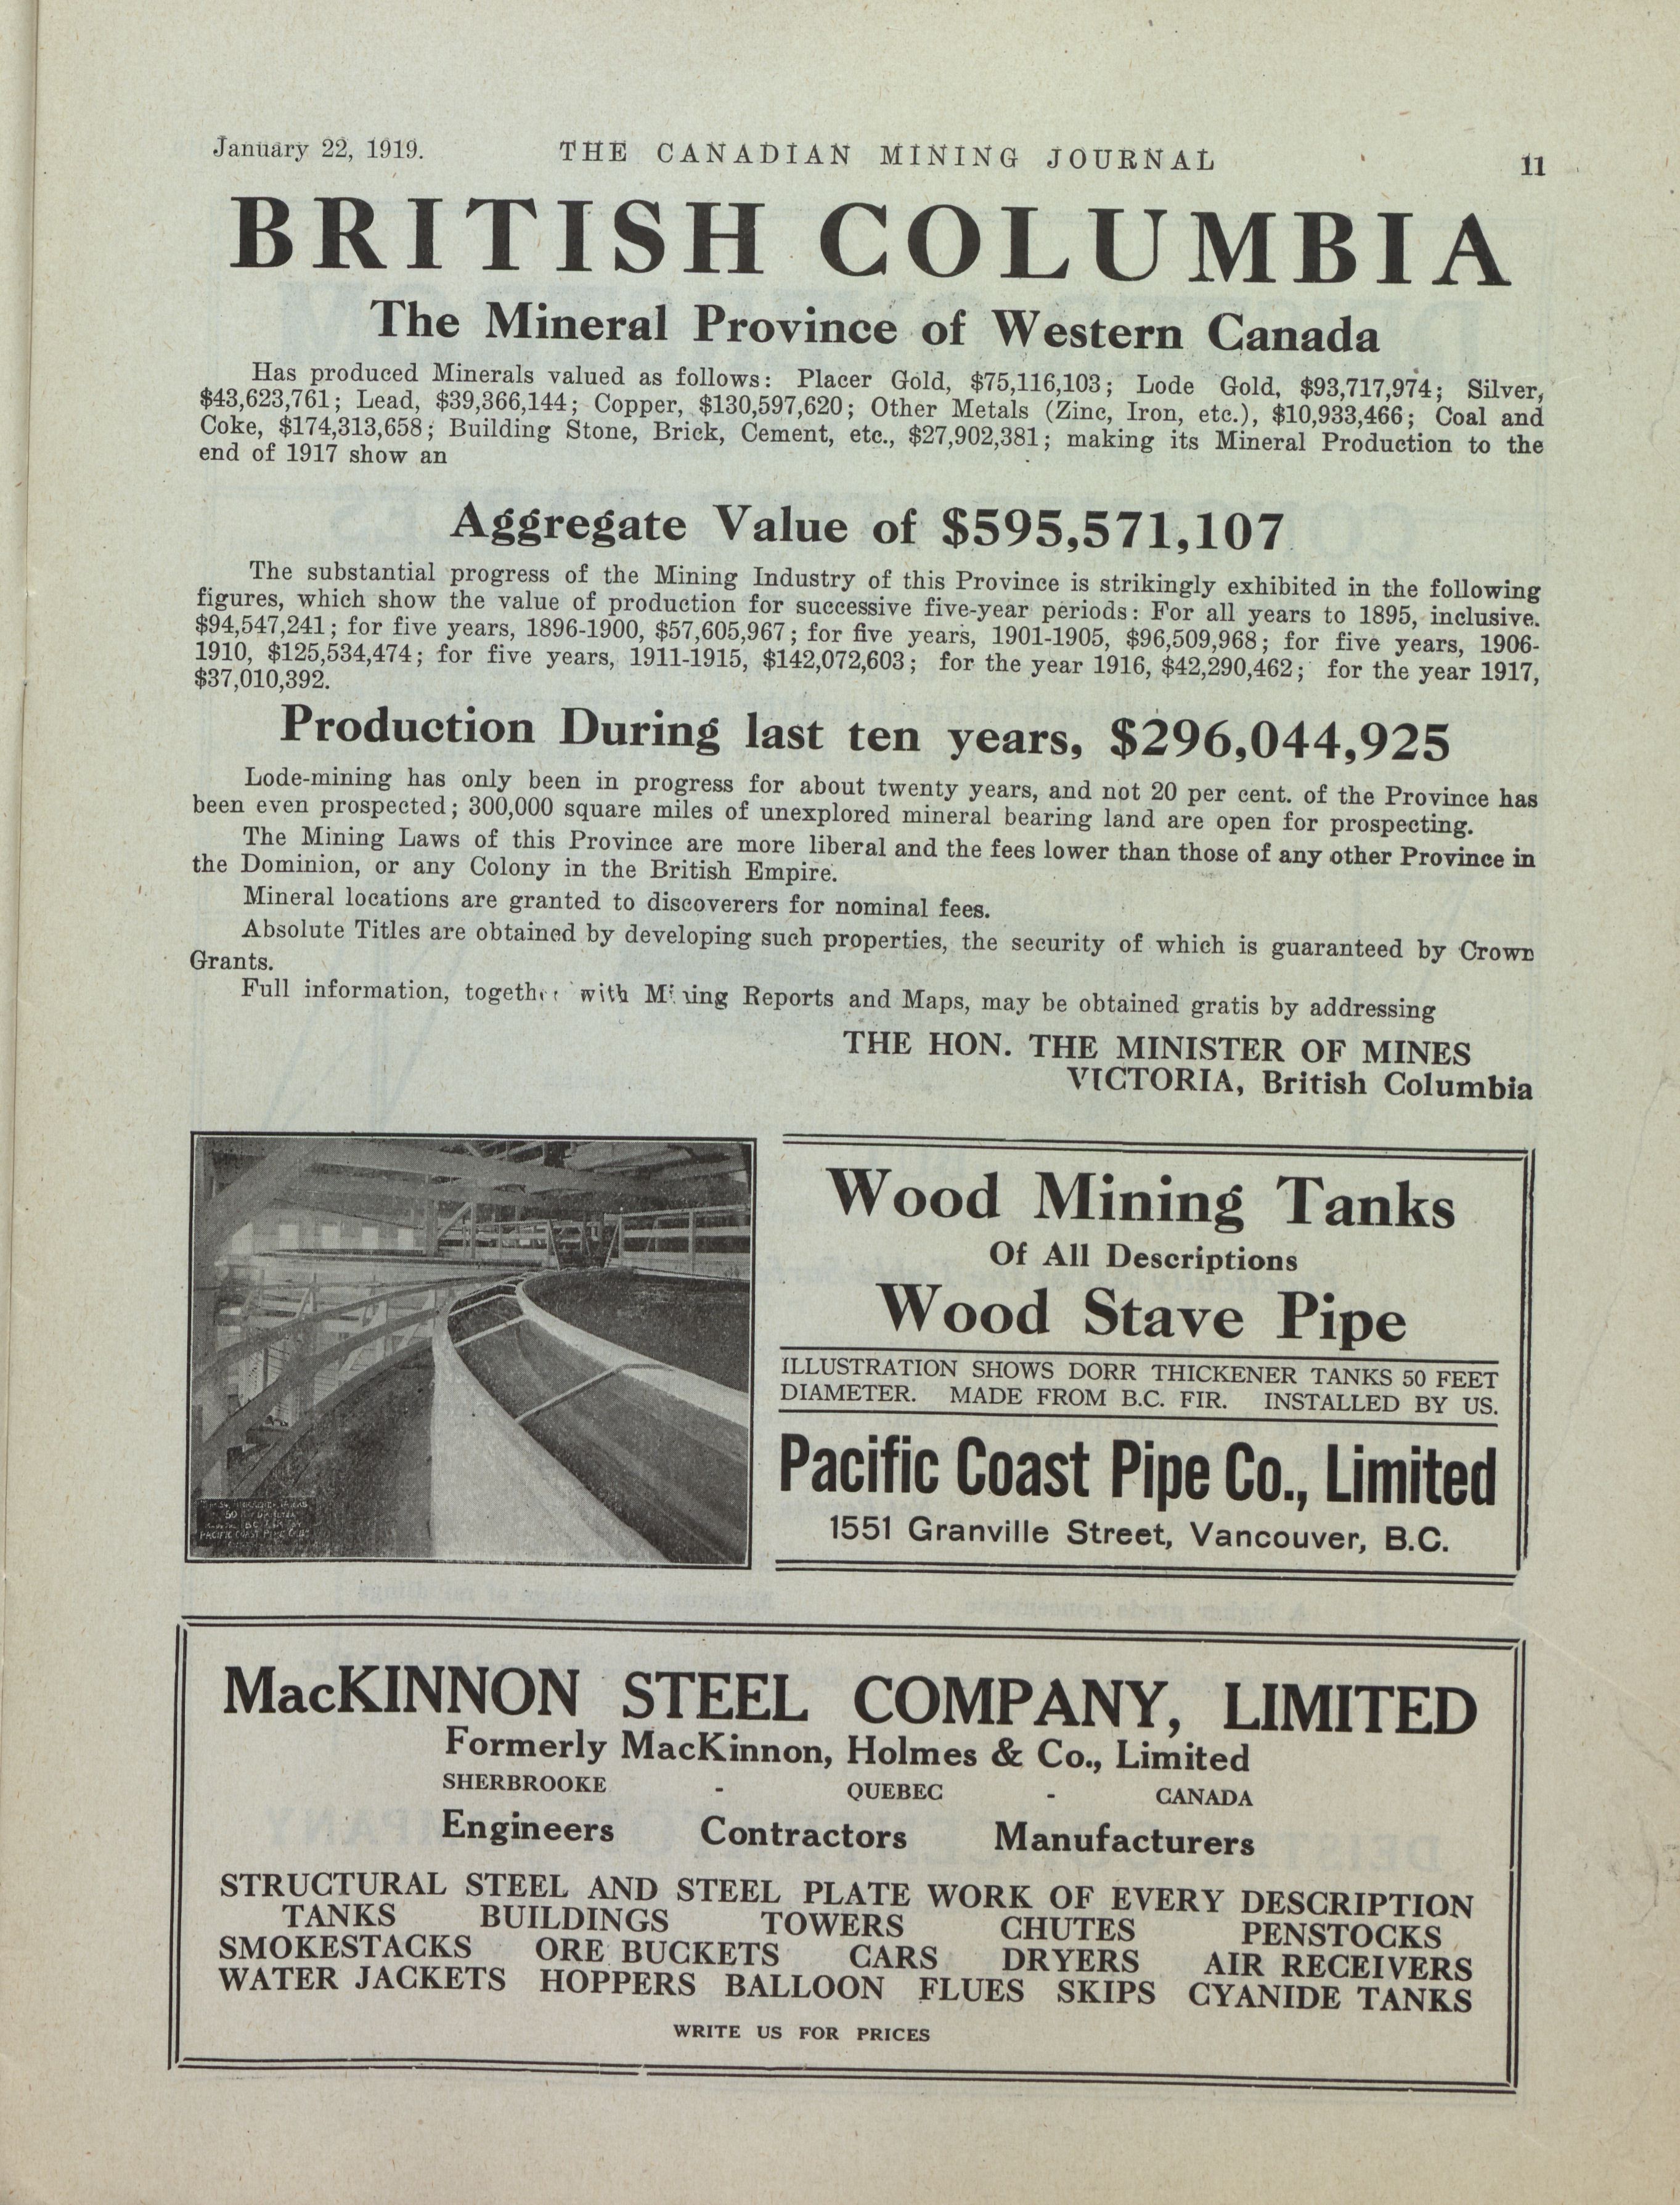 January 22, 1919. THE CANADIAN MINING JOURNAL 11
BRITISH COLUMBIA
The Mineral Province of Western Canada
Has produced Minerals valued as follows: Placer Gold, $75,116,103; Lode Gold, $93,717,974; Silver,
$43,623,761; Lead, $39,366,144; Copper, $130,597,620; Other Metals (Zinc, Iron, etc.), $10,933,466; Coal and
Coke, $174,313,658; Building Stone, Brick, Cement, etc., $27,902,381; making its Mineral Production to the
end of 1917 show an
Aggregate Value of $595,571,107
The substantial progress of the Mining Industry of this Province is strikingly exhibited in the following
figures, which show the value of production for successive five-year periods: For all years to 1895, inclusive.
$94,547,241; for five years, 1896-1900, $57,605,967; for five years, 1901-1905, $96,509,968; for five years, 1906-
1910, $125,534,474; for five years, 1911-1915, $142,072,603; for the year 1916, $42,290,462; for the year 1917,
$37,010,392.
Production During last ten years, $296,044,925
Lode-mining has only been in progress for about twenty years, and not 20 per cent. of the Province has
been even prospected; 300,000 square miles of unexplored mineral bearing land are open for prospecting.
The Mining Laws of this Province are more liberal and the fees lower than those of any other Province in
the Dominion, or any Colony in the British Empire.
Mineral locations are granted to discoverers for nominal fees.
Absolute Titles are obtained by developing such properties, the security of which is guaranteed by Crown
Grants.
Full information, together with Mining Reports and Maps, may be obtained gratis by addressing
THE HON. THE MINISTER OF MINES
VICTORIA, British Columbia
Wood Mining Tanks
Of All Descriptions
Wood Stave Pipe
ILLUSTRATION SHOWS DORR THICKENER TANKS 50 FEET
DIAMETER. MADE FROM B.C. FIR. INSTALLED BY US.
Pacific Coast Pipe Co., Limited
1551 Granville Street, Vancouver, B.C.
PACIFIC COAST PIPE
MacKINNON STEEL COMPANY, LIMITED
Formerly MacKinnon, Holmes & Co., Limited
SHERBROOKE - QUEBEC - CANADA
Engineers Contractors Manufacturers
STRUCTURAL STEEL AND STEEL PLATE WORK OF EVERY DESCRIPTION
TANKS BUILDINGS TOWERS CHUTES PENSTOCKS
SMOKESTACKS ORE BUCKETS CARS DRYERS AIR RECEIVERS
WATER JACKETS HOPPERS BALLOON FLUES SKIPS CYANIDE TANKS
WRITE US FOR PRICES